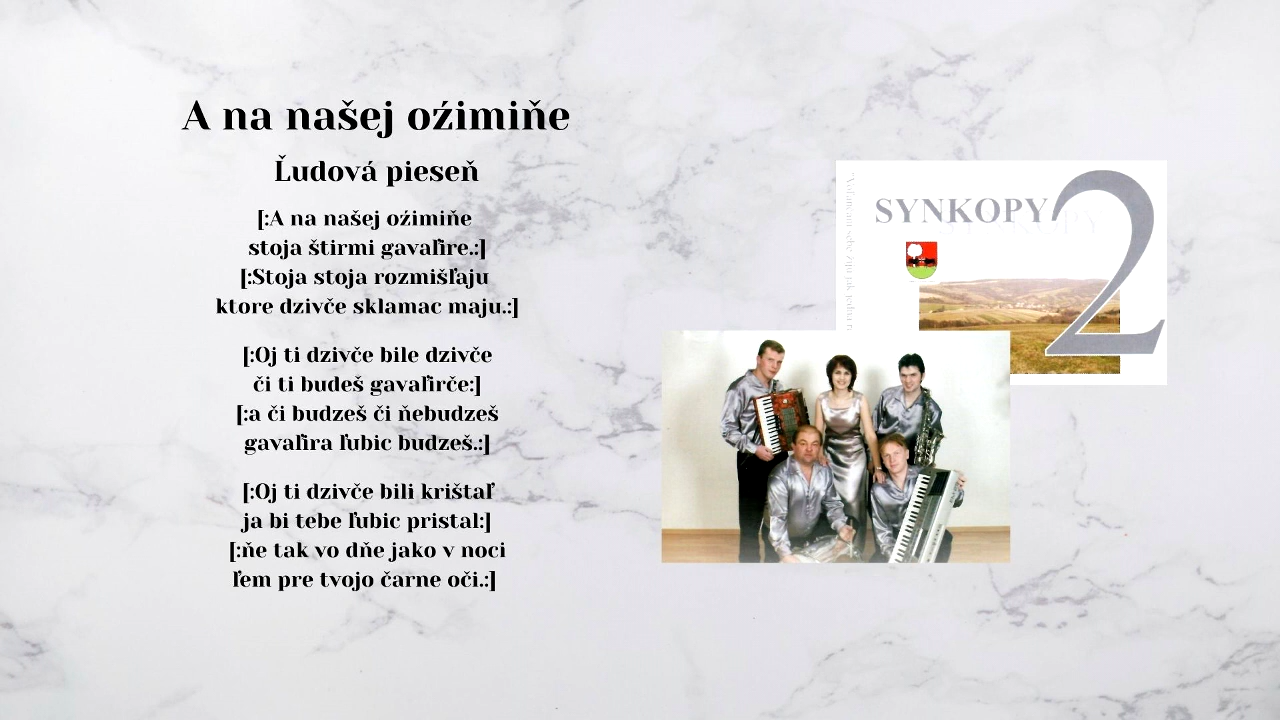 A na našej oźimiňe
Ľudová pieseň
[:A na našej oźimiňe
stoja štirmi gavaľire.:]
[:Stoja stoja rozmišľaju
ktore dzivče sklamac maju.:]
[:Oj ti dzivče bile dzivče
či ti budeš gavaľirče:]
[:a či budzeš či ňebudzeš
gavaľira ľubic budzeš.:]
[:Oj ti dzivče bili krištaľ
ja bi tebe ľubic pristal:]
[:ňe tak vo dňe jako v noci
ľem pre tvojo čarne oči.:]
SYNKOPY 2